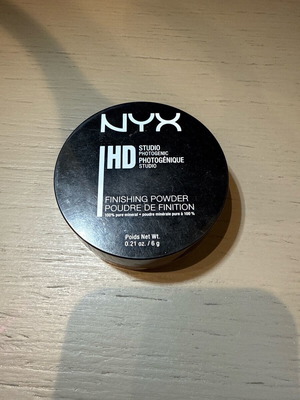 NYX
HD STUDIO
PHOTOGENIC
PHOTOGÉNIQUE
STUDIO
FINISHING POWDER
POUDRE DE FINITION
100% pure mineral • poudre minérale pure à 100 %
Poids Net Wt.
0.21 oz. / 6 g